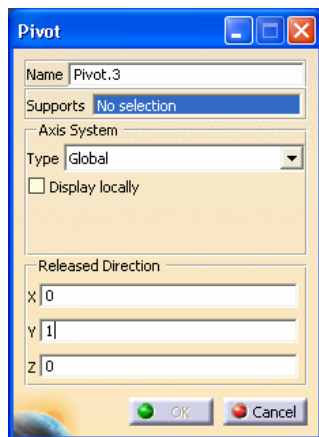 Pivot
Name Pivot.3
Supports No selection
Axis System
Type Global
Display locally
Released Direction
X 0
Y 1
Z 0
OK Cancel